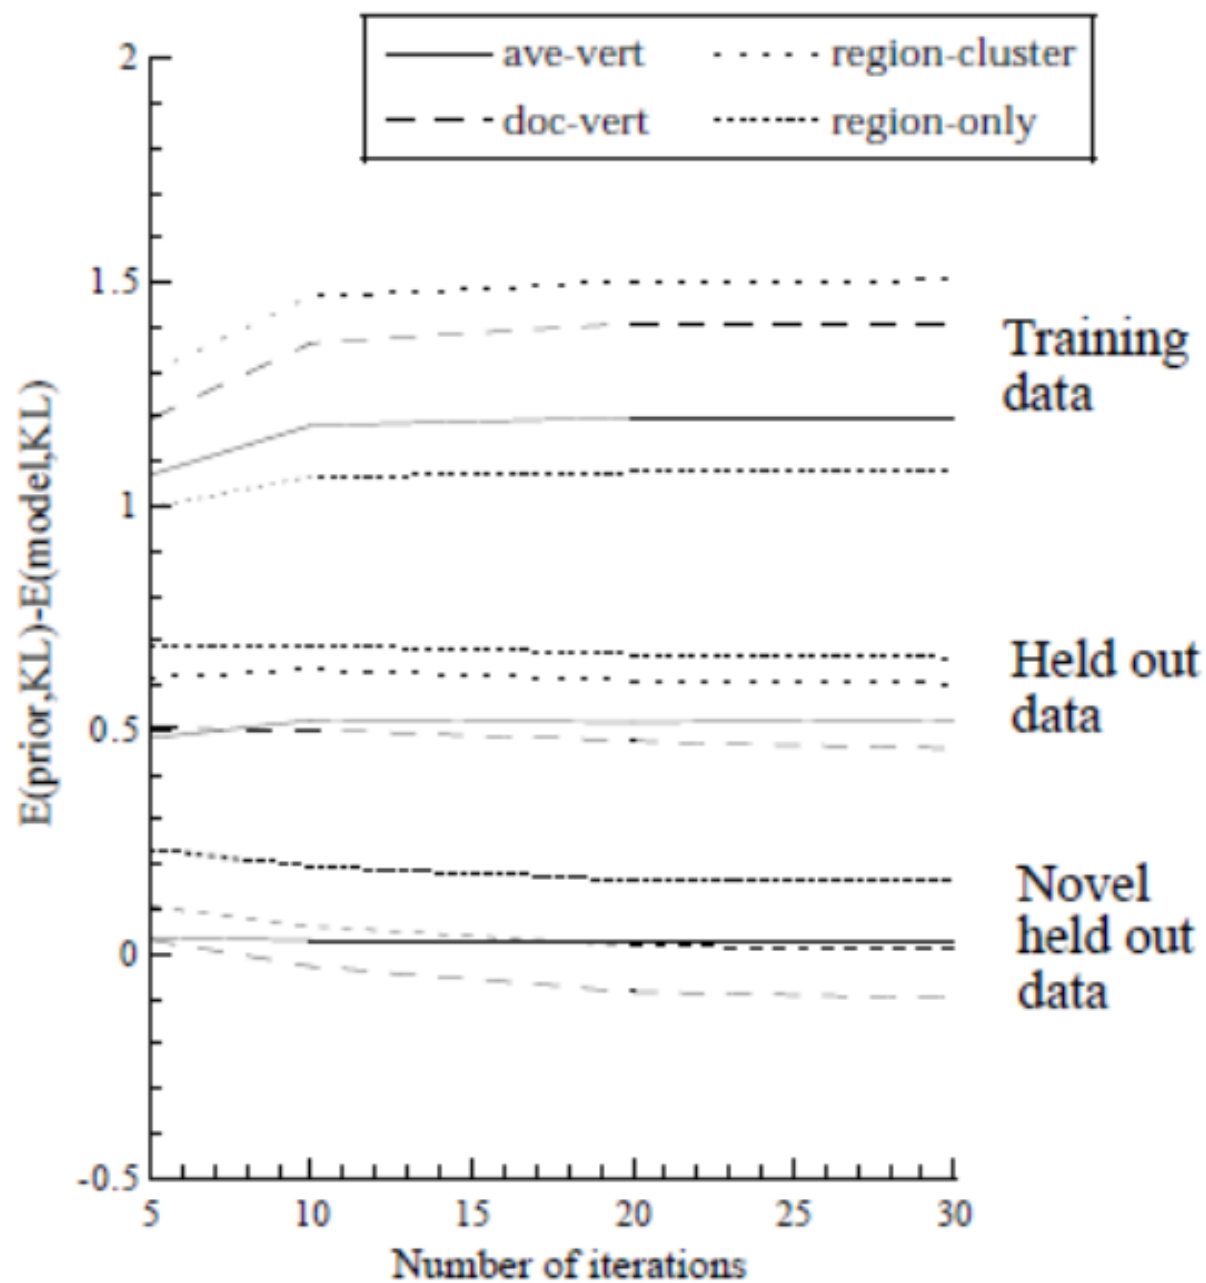 ave-vert region-cluster
doc-vert region-only
2
1.5
1
0.5
0
-0.5
E(prior,KL)-E(model,KL)
Training
data
Held out
data
Novel
held out
data
5 10 15 20 25 30
Number of iterations